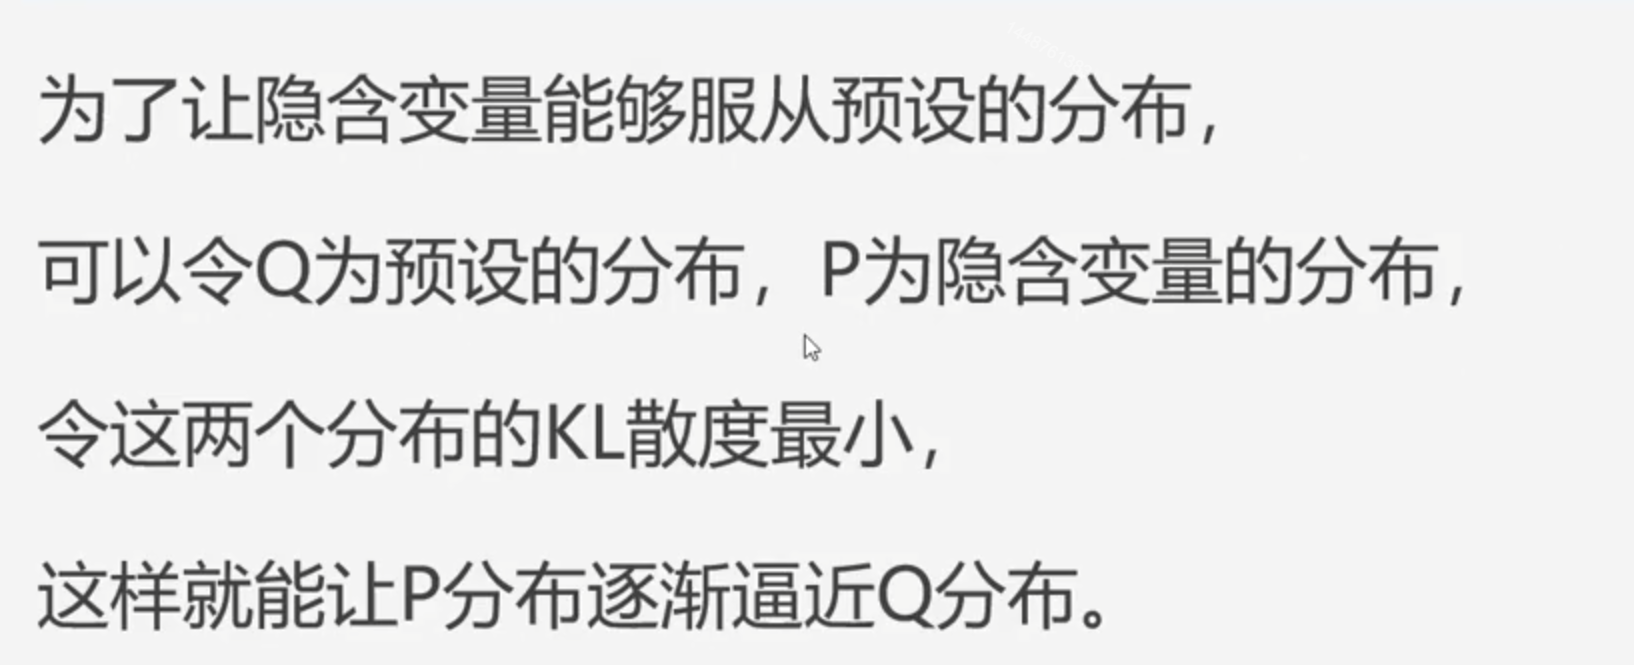 为了让隐含变量能够服从预设的分布，
可以令Q为预设的分布，P为隐含变量的分布，
令这两个分布的KL散度最小，
这样就能让P分布逐渐逼近Q分布。